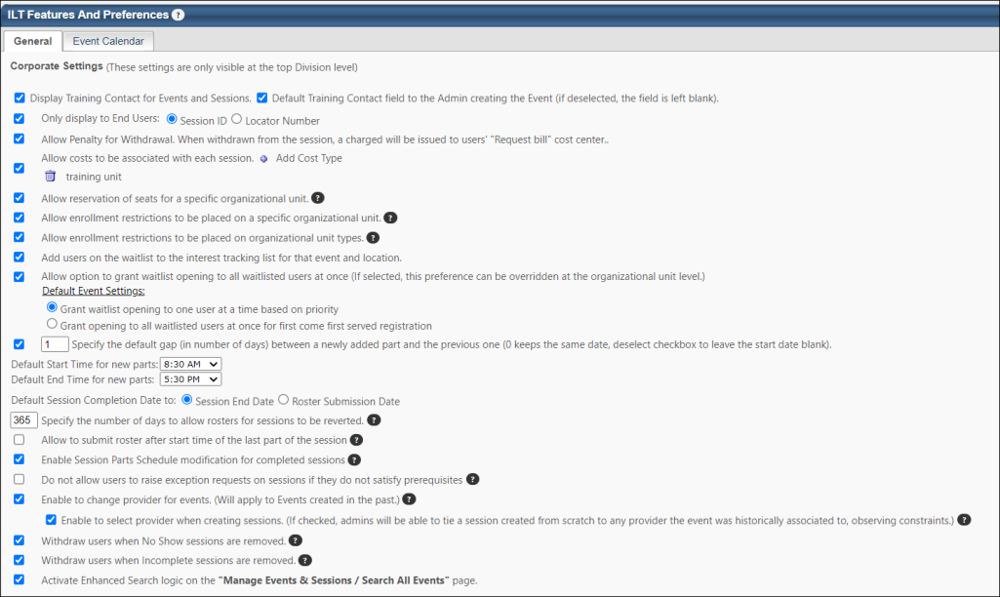 ILT Features And Preferences ?
General Event Calendar
Corporate Settings (These settings are only visible at the top Division level)
Display Training Contact for Events and Sessions. Default Training Contact field to the Admin creating the Event (if deselected, the field is left blank).
Only display to End Users: Session ID Locator Number
Allow Penalty for Withdrawal. When withdrawn from the session, a charged will be issued to users' "Request bill" cost center..
Allow costs to be associated with each session. Add Cost Type
training unit
Allow reservation of seats for a specific organizational unit. ?
Allow enrollment restrictions to be placed on a specific organizational unit. ?
Allow enrollment restrictions to be placed on organizational unit types. ?
Add users on the waitlist to the interest tracking list for that event and location.
Allow option to grant waitlist opening to all waitlisted users at once (If selected, this preference can be overridden at the organizational unit level.)
Default Event Settings:
Grant waitlist opening to one user at a time based on priority
Grant opening to all waitlisted users at once for first come first served registration
1 Specify the default gap (in number of days) between a newly added part and the previous one (0 keeps the same date, deselect checkbox to leave the start date blank).
Default Start Time for new parts: 8:30 AM
Default End Time for new parts: 5:30 PM
Default Session Completion Date to: Session End Date Roster Submission Date
365 Specify the number of days to allow rosters for sessions to be reverted. ?
Allow to submit roster after start time of the last part of the session ?
Enable Session Parts Schedule modification for completed sessions ?
Do not allow users to raise exception requests on sessions if they do not satisfy prerequisites ?
Enable to change provider for events. (Will apply to Events created in the past.) ?
Enable to select provider when creating sessions. (If checked, admins will be able to tie a session created from scratch to any provider the event was historically associated to, observing constraints.) ?
Withdraw users when No Show sessions are removed. ?
Withdraw users when Incomplete sessions are removed. ?
Activate Enhanced Search logic on the "Manage Events & Sessions / Search All Events" page.